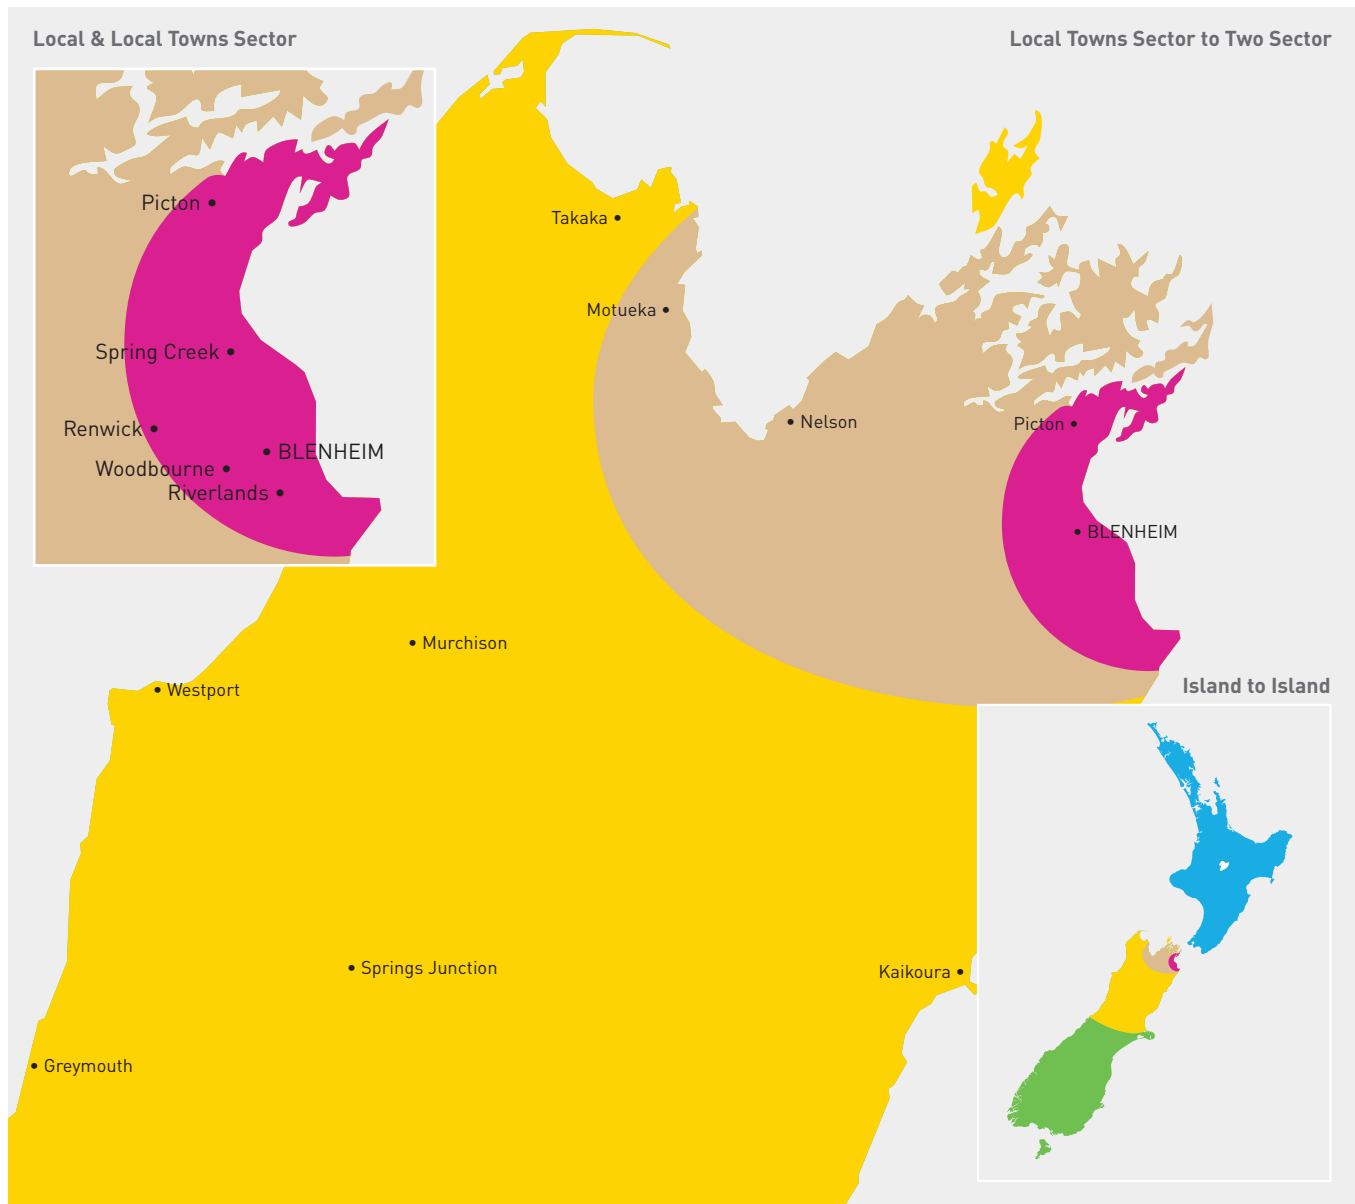 Local & Local Towns Sector
Local Towns Sector to Two Sector
Picton
Spring Creek
Renwick
BLENHEIM
Woodbourne
Riverlands
Takaka
Motueka
Nelson
Picton
BLENHEIM
Murchison
Westport
Island to Island
Springs Junction
Kaikoura
Greymouth